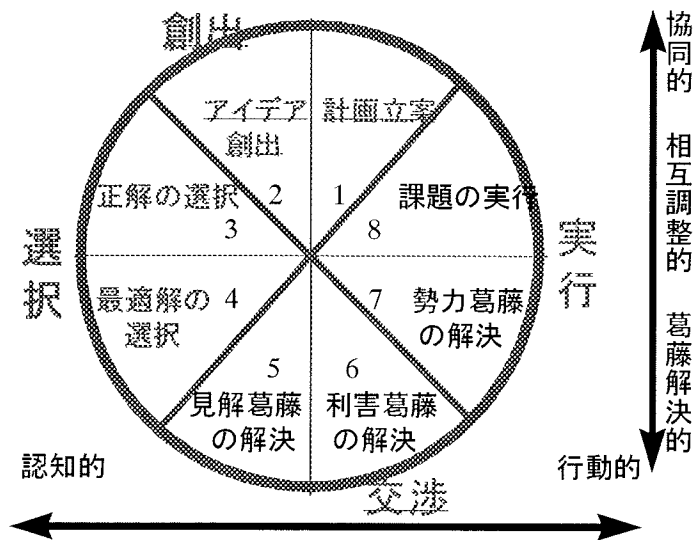 創出
アイデア
創出
2
計画立案
1
正解の選択
3
課題の実行
8
選択
実行
最適解の
選択
4
勢力葛藤
の解決
7
5
見解葛藤
の解決
6
利害葛藤
の解決
認知的
行動的
交渉
協同的 相互調整的 葛藤解決的